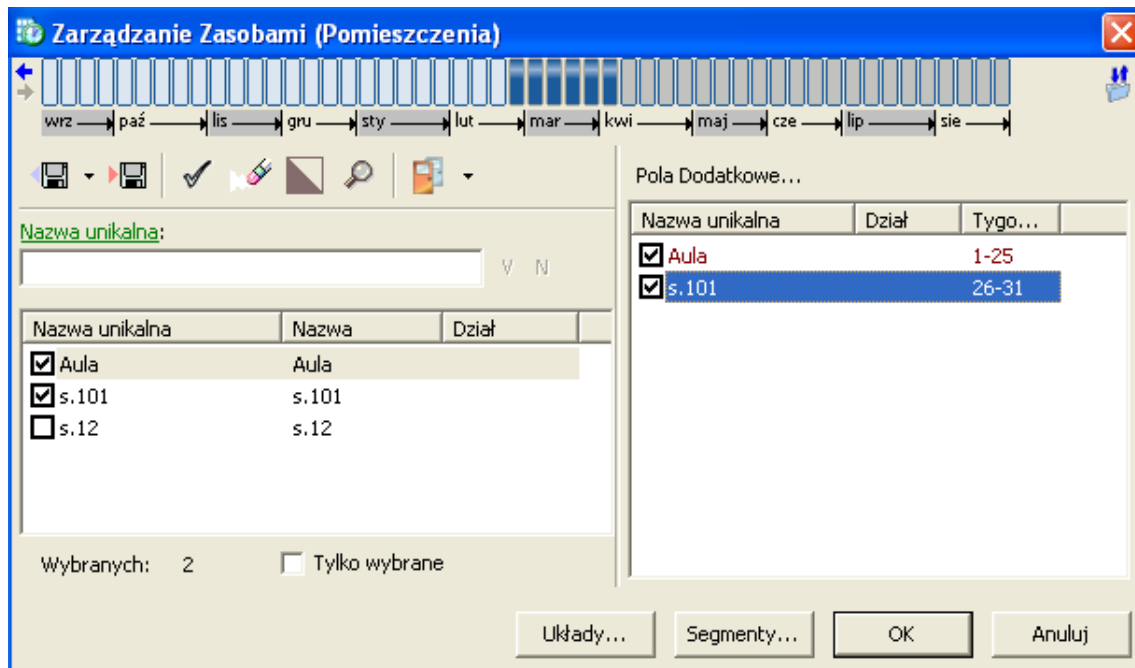 Zarządzanie Zasobami (Pomieszczenia)
wrz paź lis gru sty lut mar kwi maj cze lip sie
Pola Dodatkowe...
Nazwa unikalna:
V N
Nazwa unikalna Nazwa Dział
Aula Aula
s.101 s.101
s.12 s.12
Wybranych: 2 Tylko wybrane
Nazwa unikalna Dział Tygo...
Aula 1-25
s.101 26-31
Układy... Segmenty... OK Anuluj